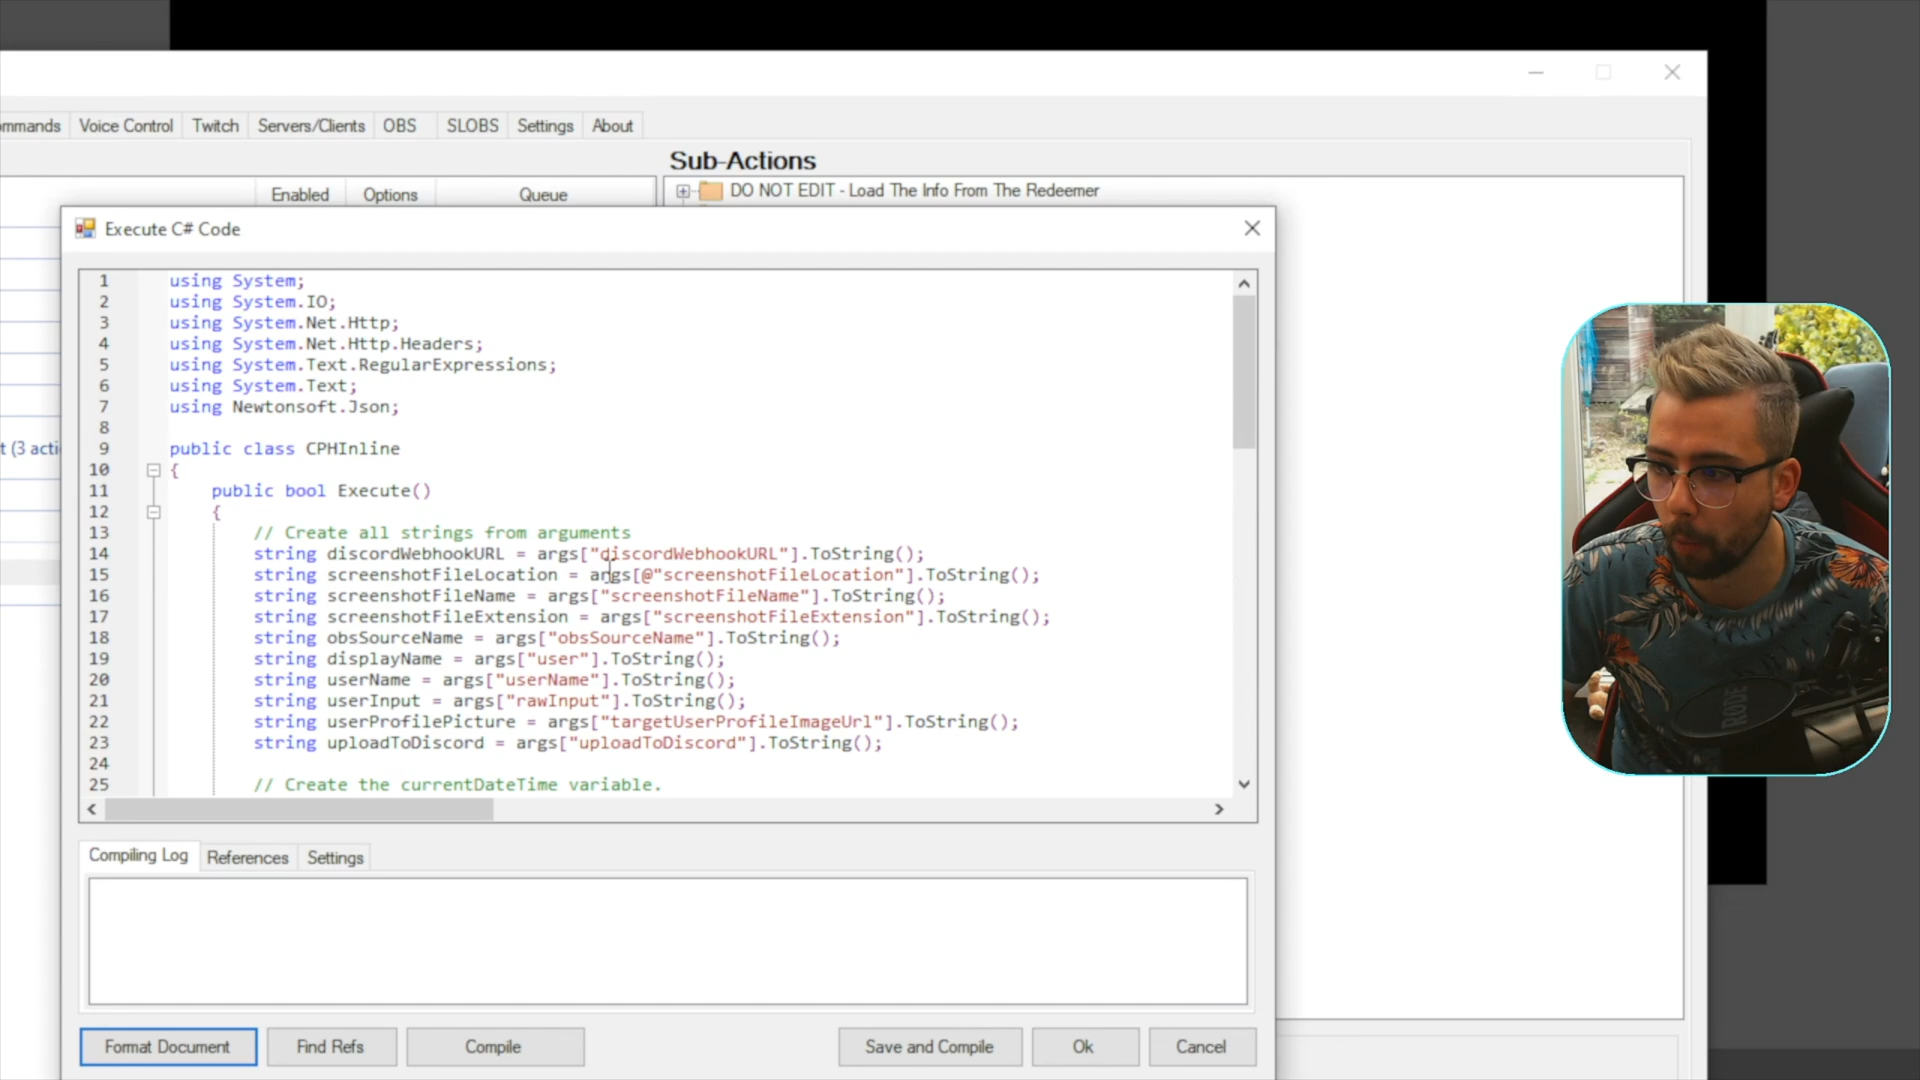 ommands Voice Control Twitch Servers/Clients OBS SLOBS Settings About
Sub-Actions
Enabled Options Queue
DO NOT EDIT - Load The Info From The Redeemer
Execute C# Code
t (3 acti
1 using System;
2 using System.IO;
3 using System.Net.Http;
4 using System.Net.Http.Headers;
5 using System.Text.RegularExpressions;
6 using System.Text;
7 using Newtonsoft.Json;
8
9 public class CPHInline
10 {
11 public bool Execute()
12 {
13 // Create all strings from arguments
14 string discordWebhookURL = args["discordWebhookURL"].ToString();
15 string screenshotFileLocation = args[@"screenshotFileLocation"].ToString();
16 string screenshotFileName = args["screenshotFileName"].ToString();
17 string screenshotFileExtension = args["screenshotFileExtension"].ToString();
18 string obsSourceName = args["obsSourceName"].ToString();
19 string displayName = args["user"].ToString();
20 string userName = args["userName"].ToString();
21 string userInput = args["rawInput"].ToString();
22 string userProfilePicture = args["targetUserProfileImageUrl"].ToString();
23 string uploadToDiscord = args["uploadToDiscord"].ToString();
24
25 // Create the currentDateTime variable.
Compiling Log References Settings
Format Document Find Refs Compile Save and Compile Ok Cancel
RODE